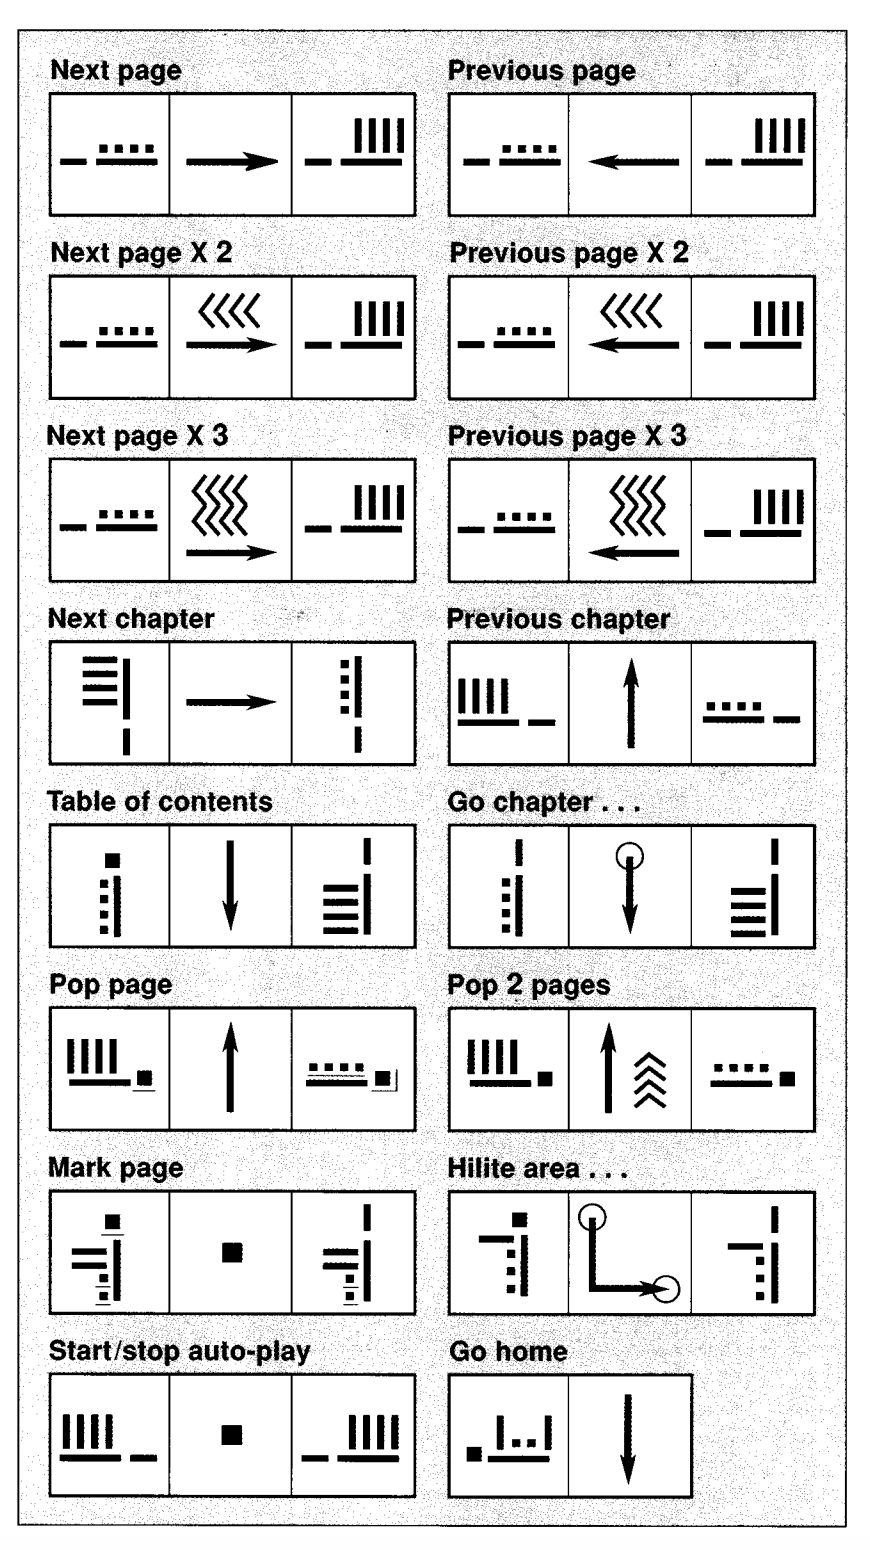 Next page
Previous page
Next page X 2
Previous page X 2
Next page X 3
Previous page X 3
Next chapter
Previous chapter
Table of contents
Go chapter . . .
Pop page
Pop 2 pages
Mark page
Hilite area . . .
Start/stop auto-play
Go home